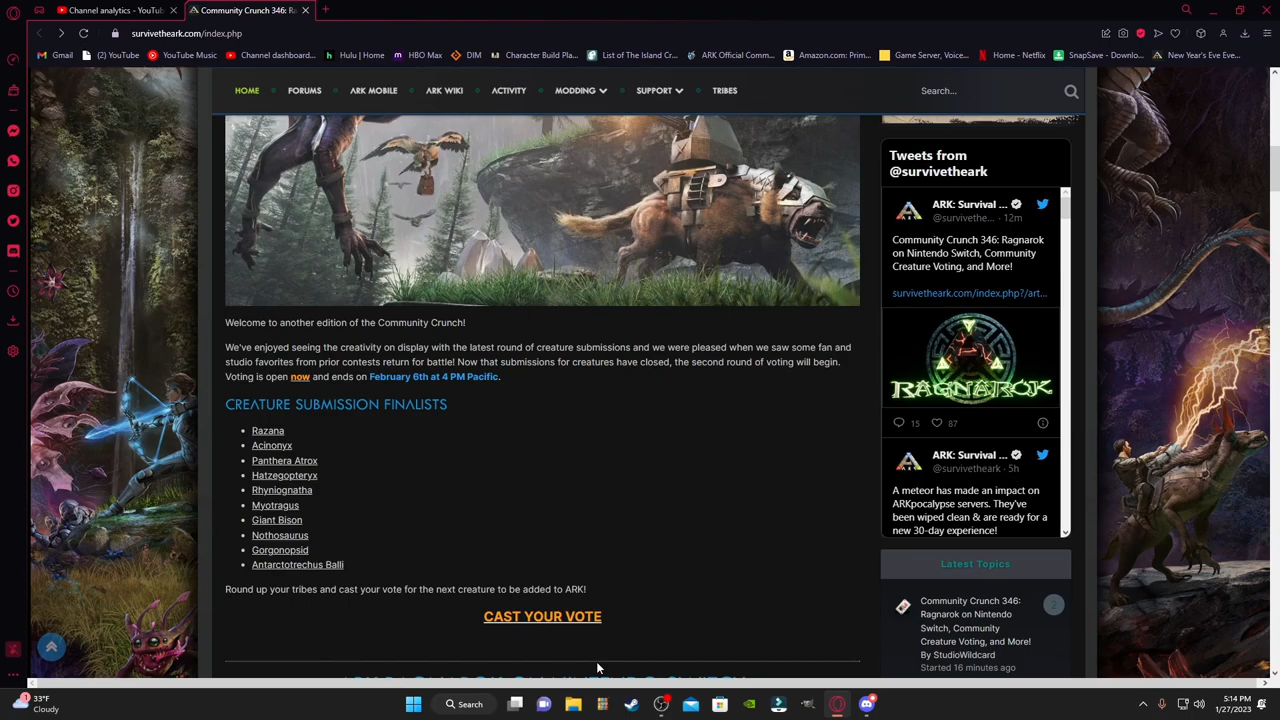 Channel analytics - YouTub
Community Crunch 346: Ra
survivetheark.com/index.php
Gmail
(2) YouTube
YouTube Music
Channel dashboard...
Hulu | Home
HBO Max
DIM
Character Build Pla...
List of The Island Cr...
ARK Official Comm...
Amazon.com: Prim...
Game Server, Voice...
Home - Netflix
SnapSave - Downlo...
New Year's Eve Eve...
HOME
FORUMS
ARK MOBILE
ARK WIKI
ACTIVITY
MODDING
SUPPORT
TRIBES
Search...
Welcome to another edition of the Community Crunch!
We've enjoyed seeing the creativity on display with the latest round of creature submissions and we were pleased when we saw some fan and
studio favorites from prior contests return for battle! Now that submissions for creatures have closed, the second round of voting will begin.
Voting is open now and ends on February 6th at 4 PM Pacific.
CREATURE SUBMISSION FINALISTS
Razana
Acinonyx
Panthera Atrox
Hatzegopteryx
Rhyniognatha
Myotragus
Giant Bison
Nothosaurus
Gorgonopsid
Antarctotrechus Balli
Round up your tribes and cast your vote for the next creature to be added to ARK!
CAST YOUR VOTE
Tweets from
@survivetheark
ARK: Survival ...
@survivethe... · 12m
Community Crunch 346: Ragnarok
on Nintendo Switch, Community
Creature Voting, and More!
survivetheark.com/index.php?/art...
RAGNAROK
15
87
ARK: Survival ...
@survivetheark · 5h
A meteor has made an impact on
ARKpocalypse servers. They've
been wiped clean & are ready for a
new 30-day experience!
Latest Topics
Community Crunch 346:
Ragnarok on Nintendo
Switch, Community
Creature Voting, and More!
By StudioWildcard
Started 16 minutes ago
2
33°F
Cloudy
Search
5:14 PM
1/27/2023